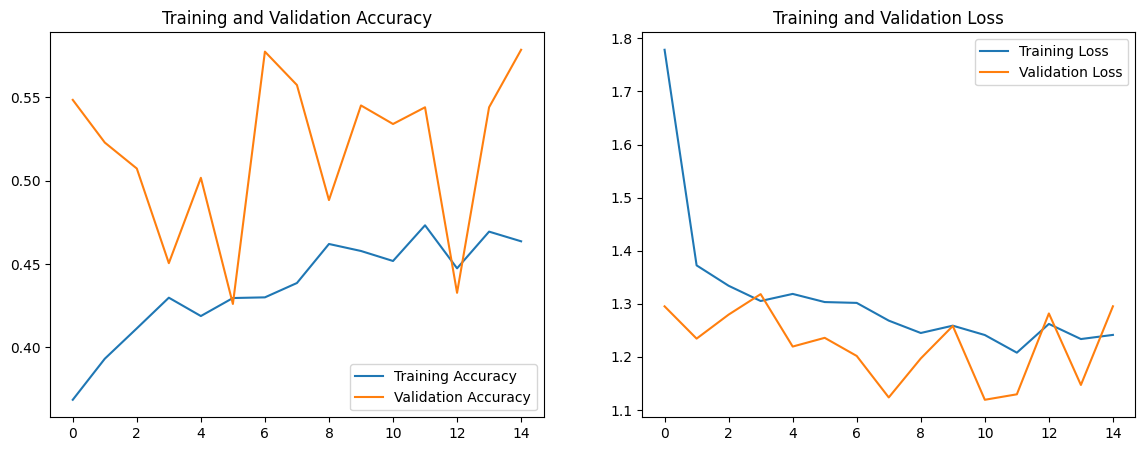 Training and Validation Accuracy
0.55
0.50
0.45
0.40
Training Accuracy
Validation Accuracy
0 2 4 6 8 10 12 14
Training and Validation Loss
1.8
1.7
1.6
1.5
1.4
1.3
1.2
1.1
Training Loss
Validation Loss
0 2 4 6 8 10 12 14